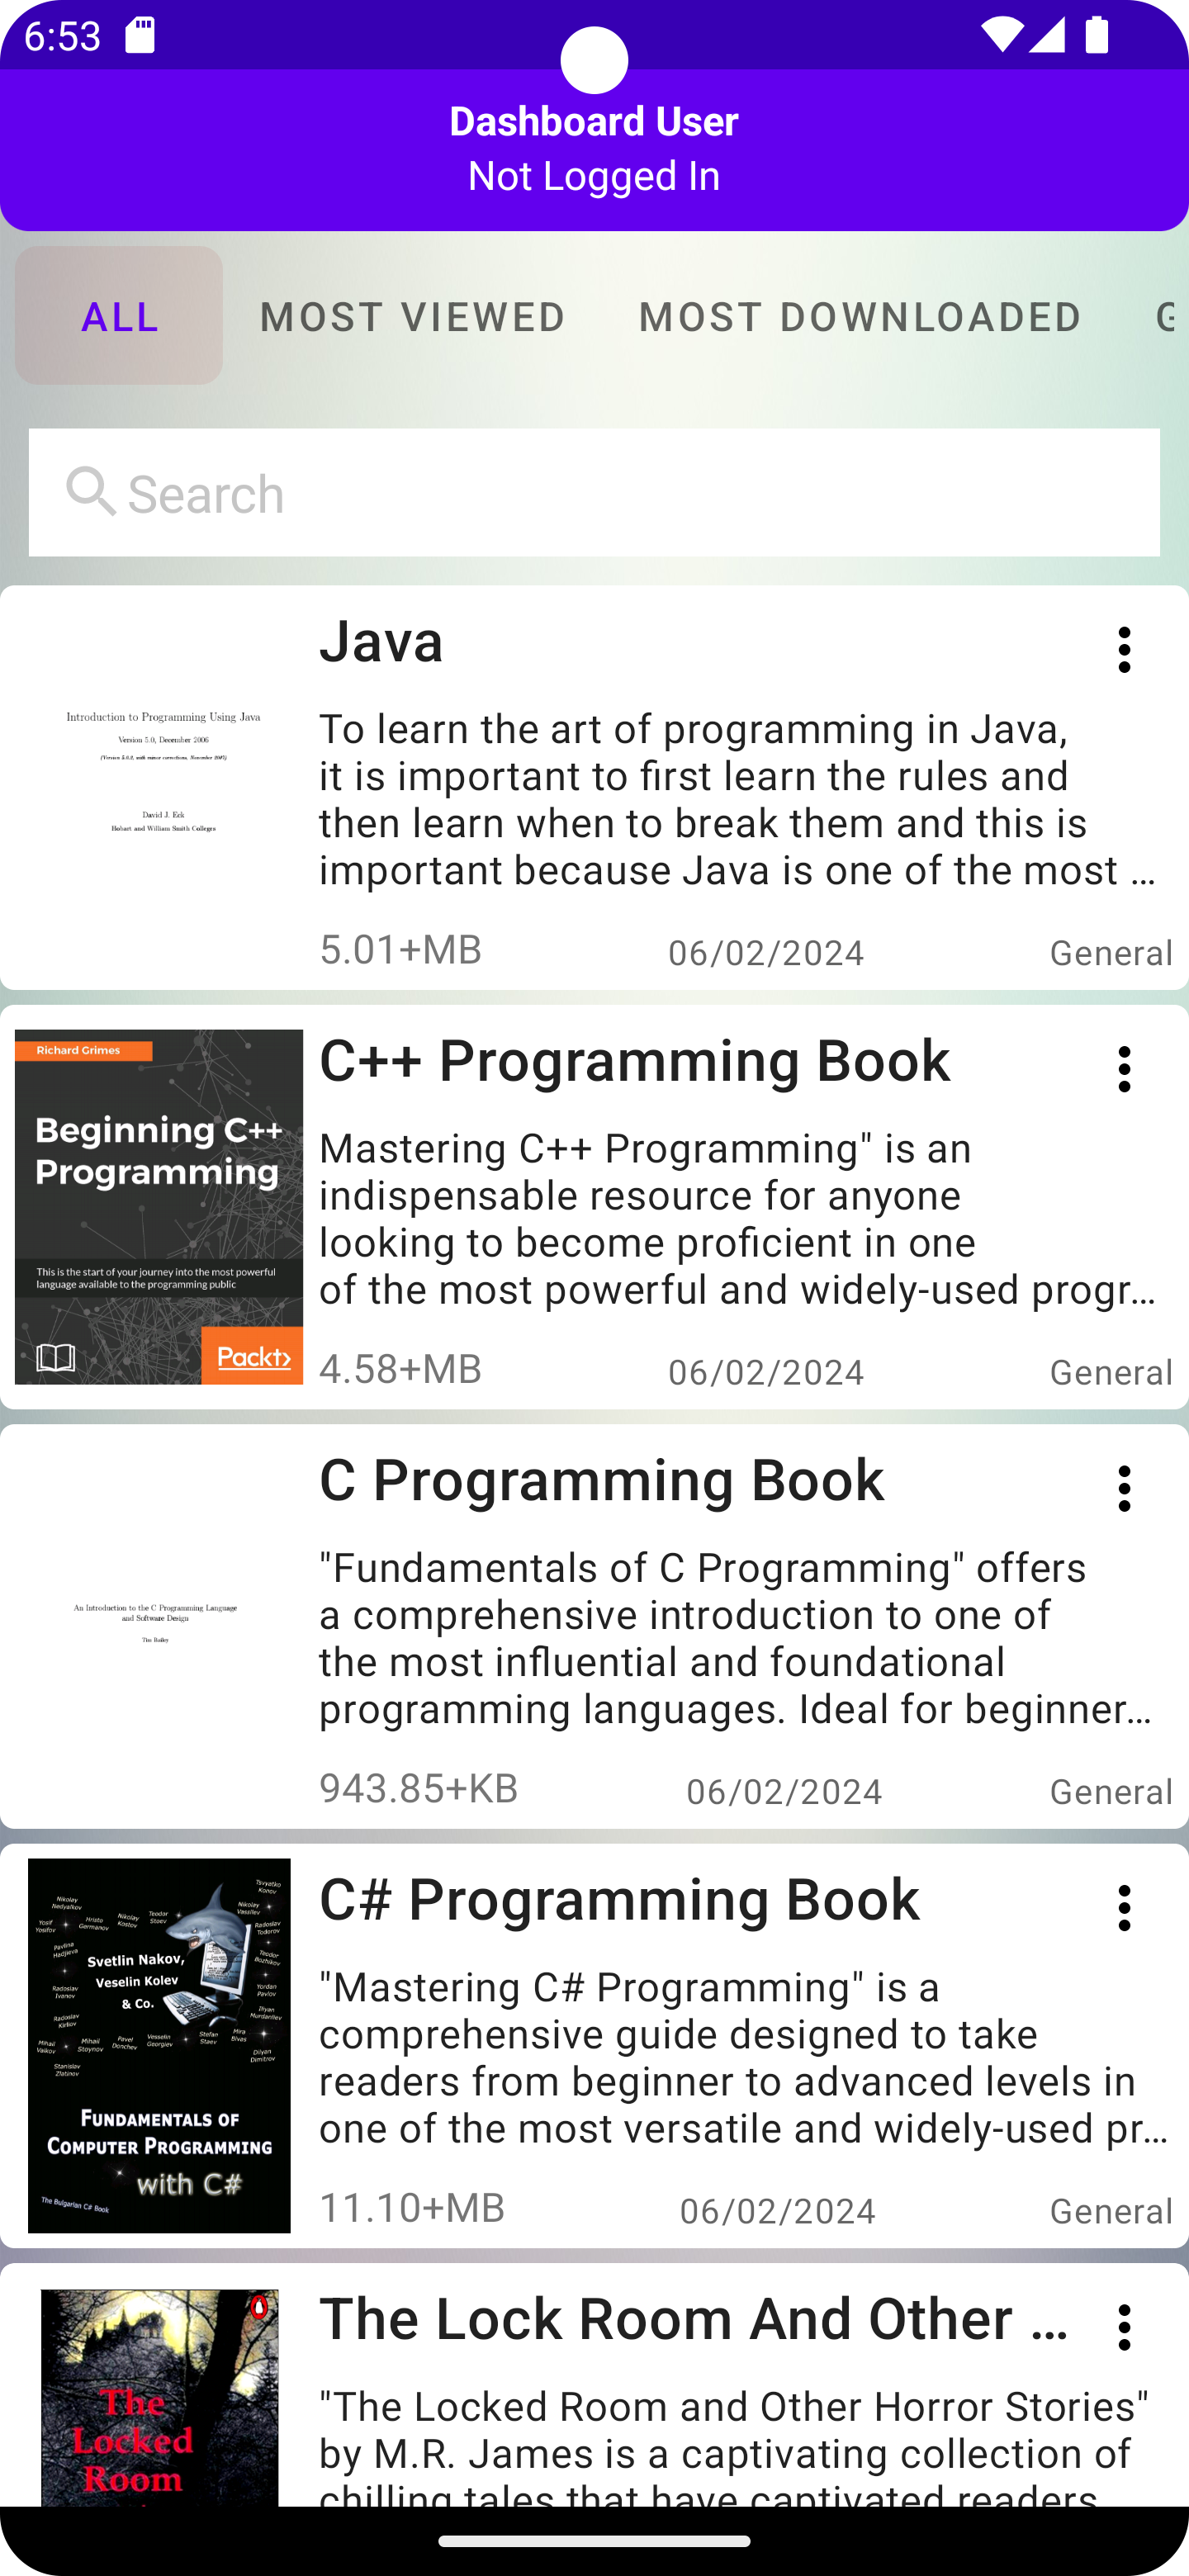 6:53
Dashboard User
Not Logged In
ALL MOST VIEWED MOST DOWNLOADED G
Search
Java
Introduction to Programming Using Java
Version 5.0, December 2006
(Version 5.0.2, with minor corrections, November 2007)
David J. Eck
Hobart and William Smith Colleges
To learn the art of programming in Java,
it is important to first learn the rules and
then learn when to break them and this is
important because Java is one of the most ...
5.01+MB 06/02/2024 General
Richard Grimes
Beginning C++
Programming
This is the start of your journey into the most powerful
language available to the programming public
Packt>
C++ Programming Book
Mastering C++ Programming" is an
indispensable resource for anyone
looking to become proficient in one
of the most powerful and widely-used progr...
4.58+MB 06/02/2024 General
An Introduction to the C Programming Language
and Software Design
Tim Bailey
C Programming Book
"Fundamentals of C Programming" offers
a comprehensive introduction to one of
the most influential and foundational
programming languages. Ideal for beginner...
943.85+KB 06/02/2024 General
Svetlin Nakov,
Veselin Kolev
& Co.
FUNDAMENTALS OF
COMPUTER PROGRAMMING
with C#
The Bulgarian C# Book
C# Programming Book
"Mastering C# Programming" is a
comprehensive guide designed to take
readers from beginner to advanced levels in
one of the most versatile and widely-used pr...
11.10+MB 06/02/2024 General
The
Locked
Room
The Lock Room And Other ...
"The Locked Room and Other Horror Stories"
by M.R. James is a captivating collection of
chilling tales that have captivated readers